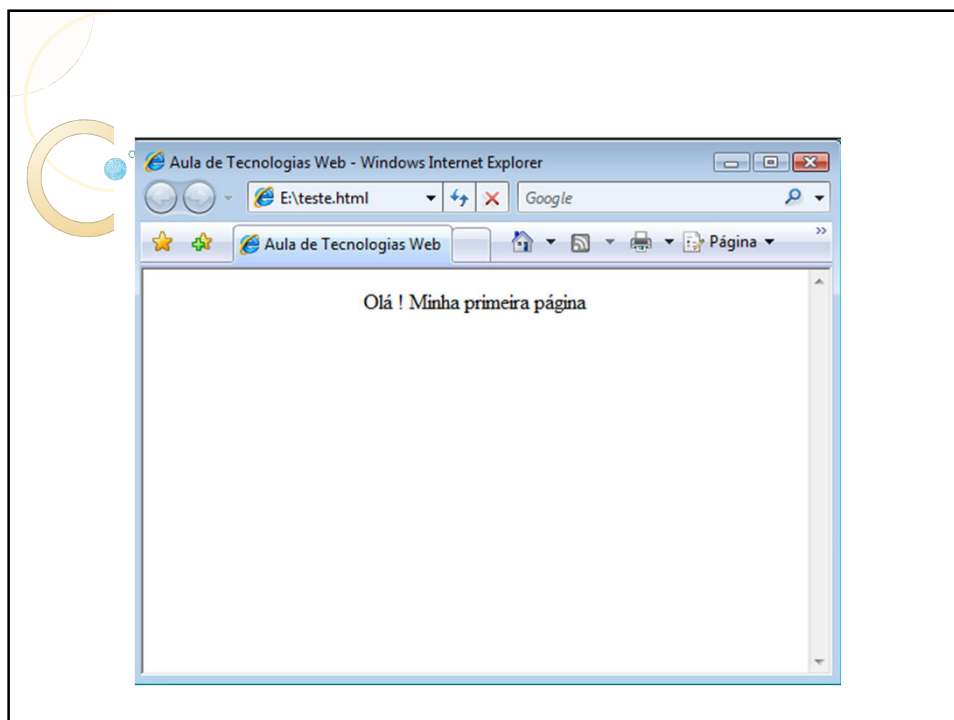 Aula de Tecnologias Web - Windows Internet Explorer
E:\teste.html Google
Aula de Tecnologias Web Página
Olá ! Minha primeira página